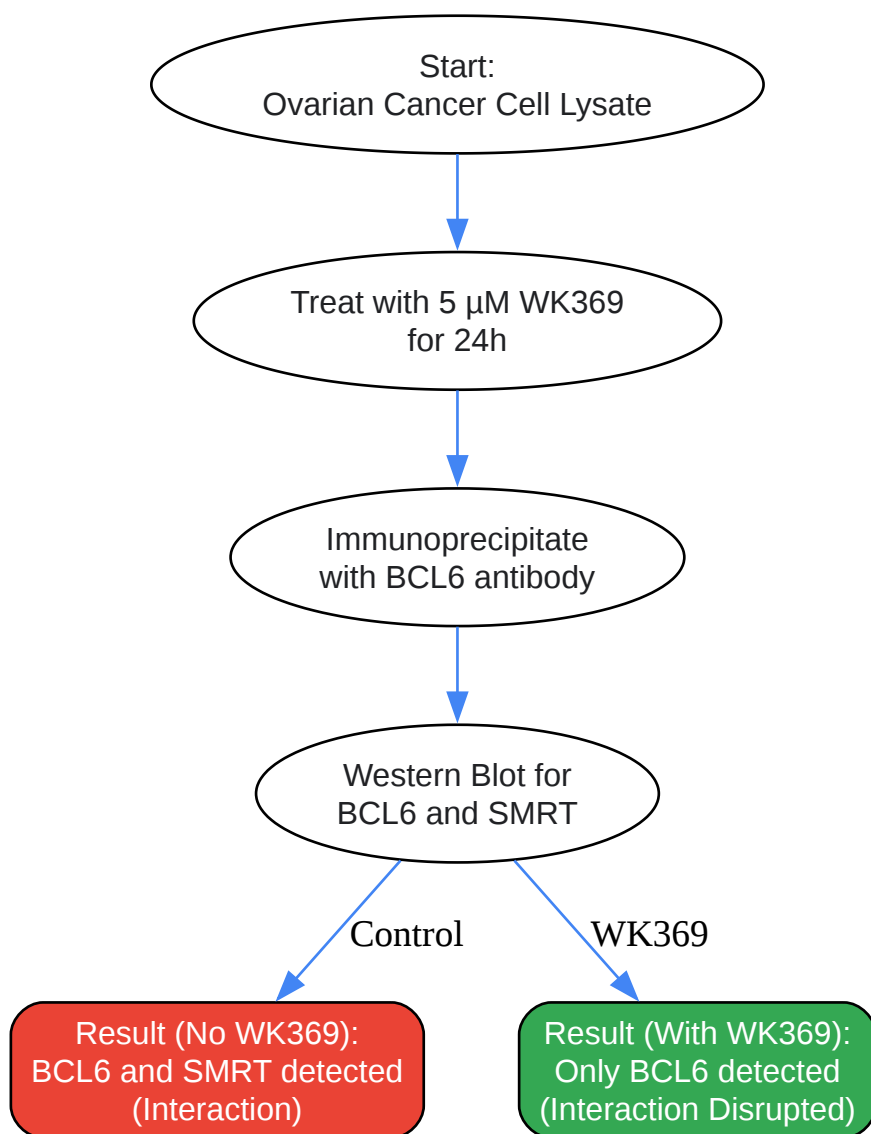 Start:
Ovarian Cancer Cell Lysate
Treat with 5 µM WK369
for 24h
Immunoprecipitate
with BCL6 antibody
Western Blot for
BCL6 and SMRT
Control
WK369
Result (No WK369):
BCL6 and SMRT detected
(Interaction)
Result (With WK369):
Only BCL6 detected
(Interaction Disrupted)